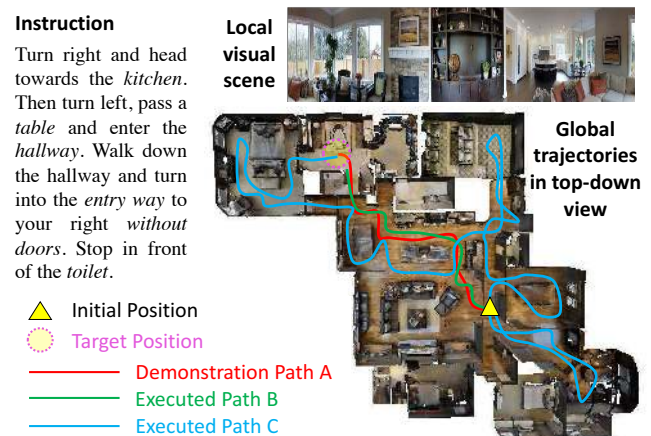 Instruction
Turn right and head
towards the kitchen.
Then turn left, pass a
table and enter the
hallway. Walk down
the hallway and turn
into the entry way to
your right without
doors. Stop in front
of the toilet.
Local
visual
scene
Global
trajectories
in top-down
view
Initial Position
Target Position
Demonstration Path A
Executed Path B
Executed Path C